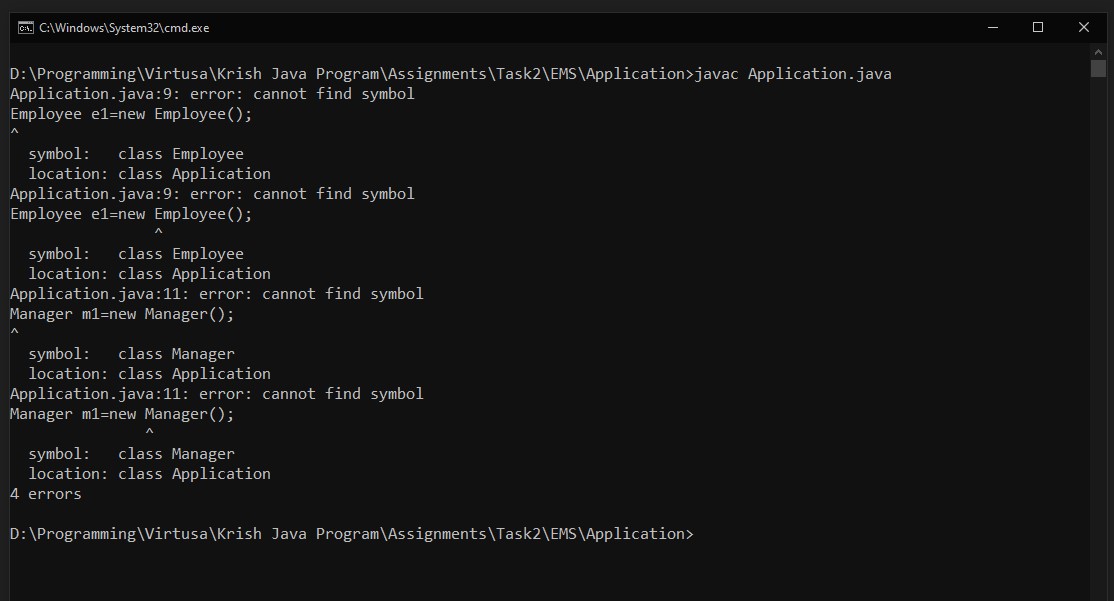 C:\Windows\System32\cmd.exe
D:\Programming\Virtusa\Krish Java Program\Assignments\Task2\EMS\Application>javac Application.java
Application.java:9: error: cannot find symbol
Employee e1=new Employee();
^
  symbol:   class Employee
  location: class Application
Application.java:9: error: cannot find symbol
Employee e1=new Employee();
                ^
  symbol:   class Employee
  location: class Application
Application.java:11: error: cannot find symbol
Manager m1=new Manager();
^
  symbol:   class Manager
  location: class Application
Application.java:11: error: cannot find symbol
Manager m1=new Manager();
               ^
  symbol:   class Manager
  location: class Application
4 errors
D:\Programming\Virtusa\Krish Java Program\Assignments\Task2\EMS\Application>